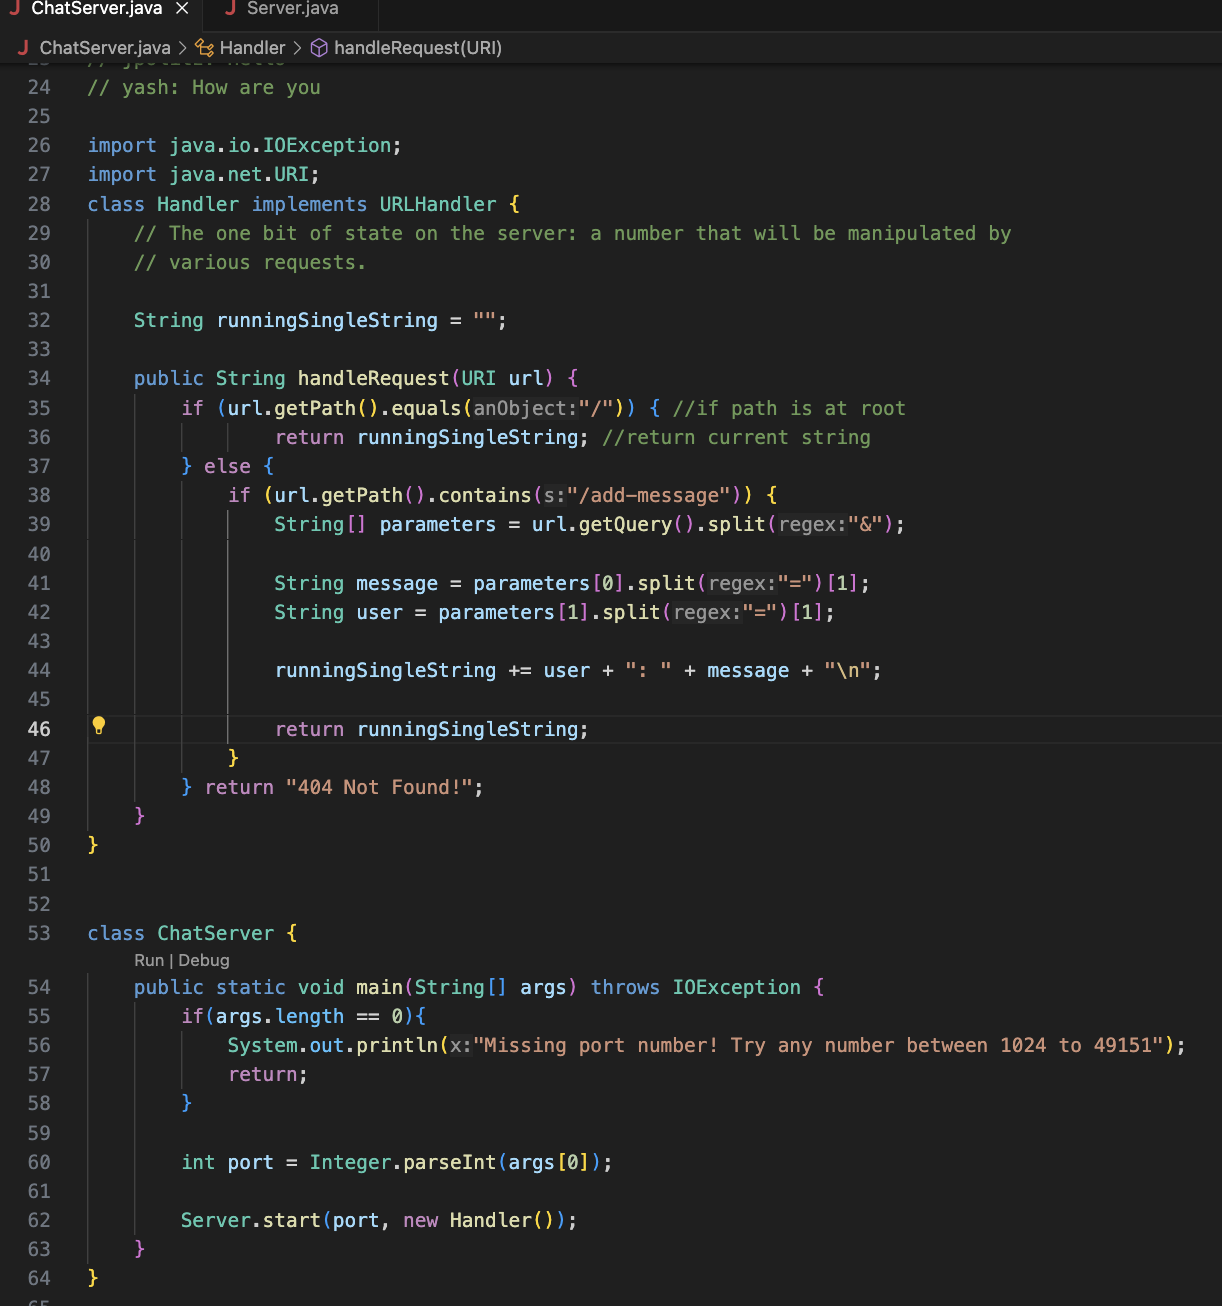 ChatServer.java Server.java
ChatServer.java > Handler > handleRequest(URI)
24 // yash: How are you
25
26 import java.io.IOException;
27 import java.net.URI;
28 class Handler implements URLHandler {
29 // The one bit of state on the server: a number that will be manipulated by
30 // various requests.
31
32 String runningSingleString = "";
33
34 public String handleRequest(URI url) {
35 if (url.getPath().equals(anObject:"/")) { //if path is at root
36 return runningSingleString; //return current string
37 } else {
38 if (url.getPath().contains(s:"/add-message")) {
39 String[] parameters = url.getQuery().split(regex:"&");
40
41 String message = parameters[0].split(regex:"=")[1];
42 String user = parameters[1].split(regex:"=")[1];
43
44 runningSingleString += user + ": " + message + "\n";
45
46 return runningSingleString;
47 }
48 } return "404 Not Found!";
49 }
50 }
51
52
53 class ChatServer {
Run | Debug
54 public static void main(String[] args) throws IOException {
55 if(args.length == 0){
56 System.out.println(x:"Missing port number! Try any number between 1024 to 49151");
57 return;
58 }
59
60 int port = Integer.parseInt(args[0]);
61
62 Server.start(port, new Handler());
63 }
64 }